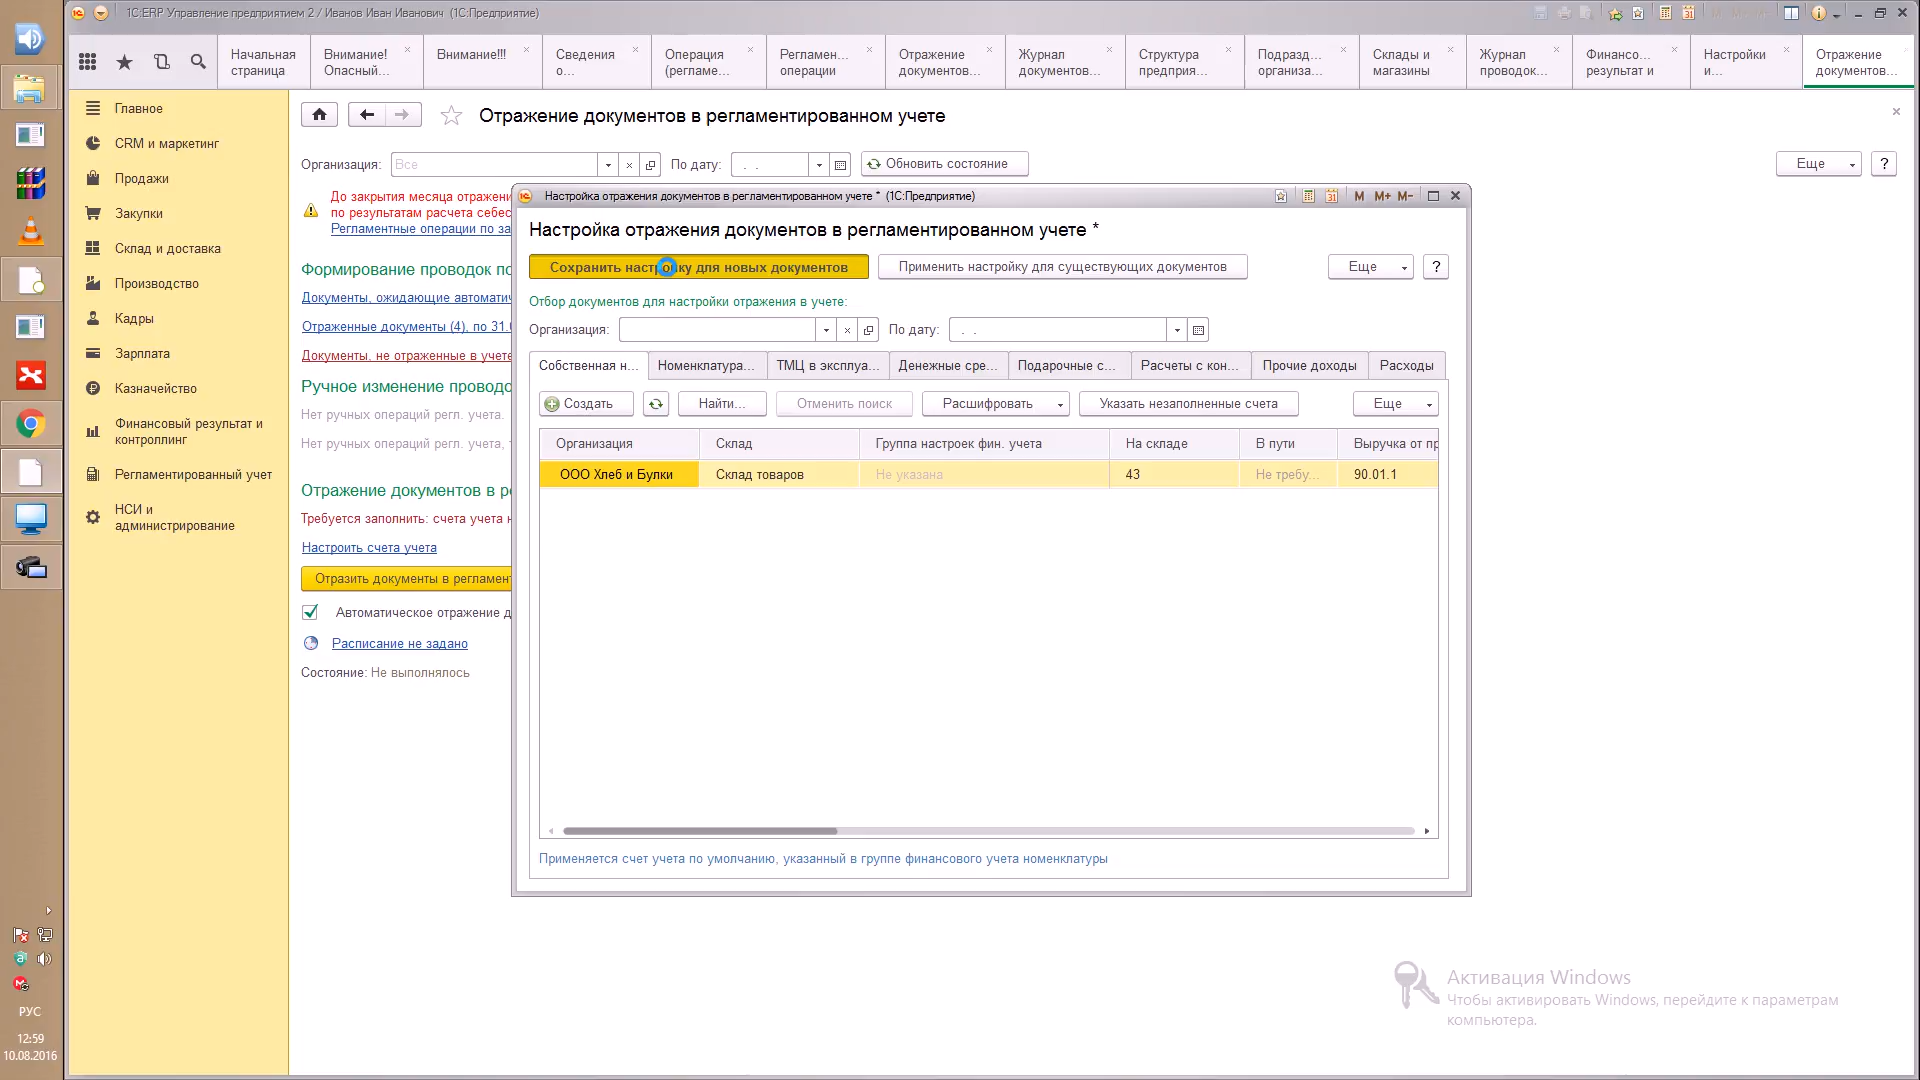 1С:ERP Управление предприятием 2 / Иванов Иван Иванович (1С:Предприятие)
Начальная страница
Внимание! Опасный...
Внимание!!!
Сведения о...
Операция (регламе...
Регламен... операции
Отражение документов...
Журнал документов...
Структура предприя...
Подразд... организа...
Склады и магазины
Журнал проводок...
Финансо... результат и
Настройки и...
Отражение документов...
Главное
CRM и маркетинг
Продажи
Закупки
Склад и доставка
Производство
Кадры
Зарплата
Казначейство
Финансовый результат и
контроллинг
Регламентированный учет
НСИ и
администрирование
Отражение документов в регламентированном учете
Организация: Все По дату: . . Обновить состояние Еще ?
До закрытия месяца отражени
по результатам расчета себес
Регламентные операции по за
Формирование проводок по
Документы, ожидающие автоматич
Отраженные документы (4), по 31.0
Документы, не отраженные в учете
Ручное изменение проводо
Нет ручных операций регл. учета.
Нет ручных операций регл. учета, т
Отражение документов в ре
Требуется заполнить: счета учета н
Настроить счета учета
Отразить документы в регламент
Автоматическое отражение д
Расписание не задано
Состояние: Не выполнялось
Настройка отражения документов в регламентированном учете * (1С:Предприятие)
M M+ M-
Настройка отражения документов в регламентированном учете *
Сохранить настройку для новых документов Применить настройку для существующих документов Еще ?
Отбор документов для настройки отражения в учете:
Организация: По дату: . .
Собственная н... Номенклатура... ТМЦ в эксплуа... Денежные сре... Подарочные с... Расчеты с кон... Прочие доходы Расходы
Создать Найти... Отменить поиск Расшифровать Указать незаполненные счета Еще
Организация Склад Группа настроек фин. учета На складе В пути Выручка от пр
ООО Хлеб и Булки Склад товаров Не указана 43 Не требу... 90.01.1
Применяется счет учета по умолчанию, указанный в группе финансового учета номенклатуры
Активация Windows
Чтобы активировать Windows, перейдите к параметрам
компьютера.
РУС
12:59
10.08.2016